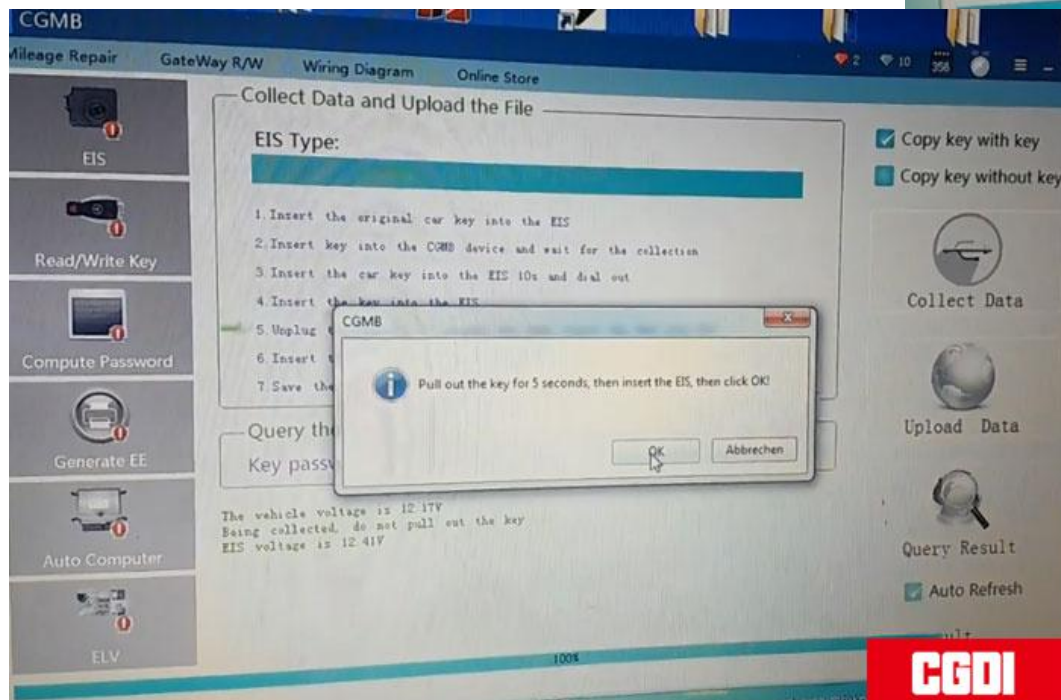 CGMB
Mileage Repair GateWay R/W Wiring Diagram Online Store
2 10 358
EIS
Read/Write Key
Compute Password
Generate EE
Auto Computer
ELV
Collect Data and Upload the File
EIS Type:
1.Insert the original car key into the EIS
2.Insert key into the CGMB device and wait for the collection
3.Insert the car key into the EIS 10s and dial out
4.Insert the key into the EIS
5.Unplug
6.Insert
7.Save the
CGMB
Pull out the key for 5 seconds, then insert the EIS, then click OK!
OK Abbrechen
Query the
Key passw
The vehicle voltage is 12.17V
Being collected, do not pull out the key
EIS voltage is 12.41V
100%
Copy key with key
Copy key without key
Collect Data
Upload Data
Query Result
Auto Refresh
CGDI